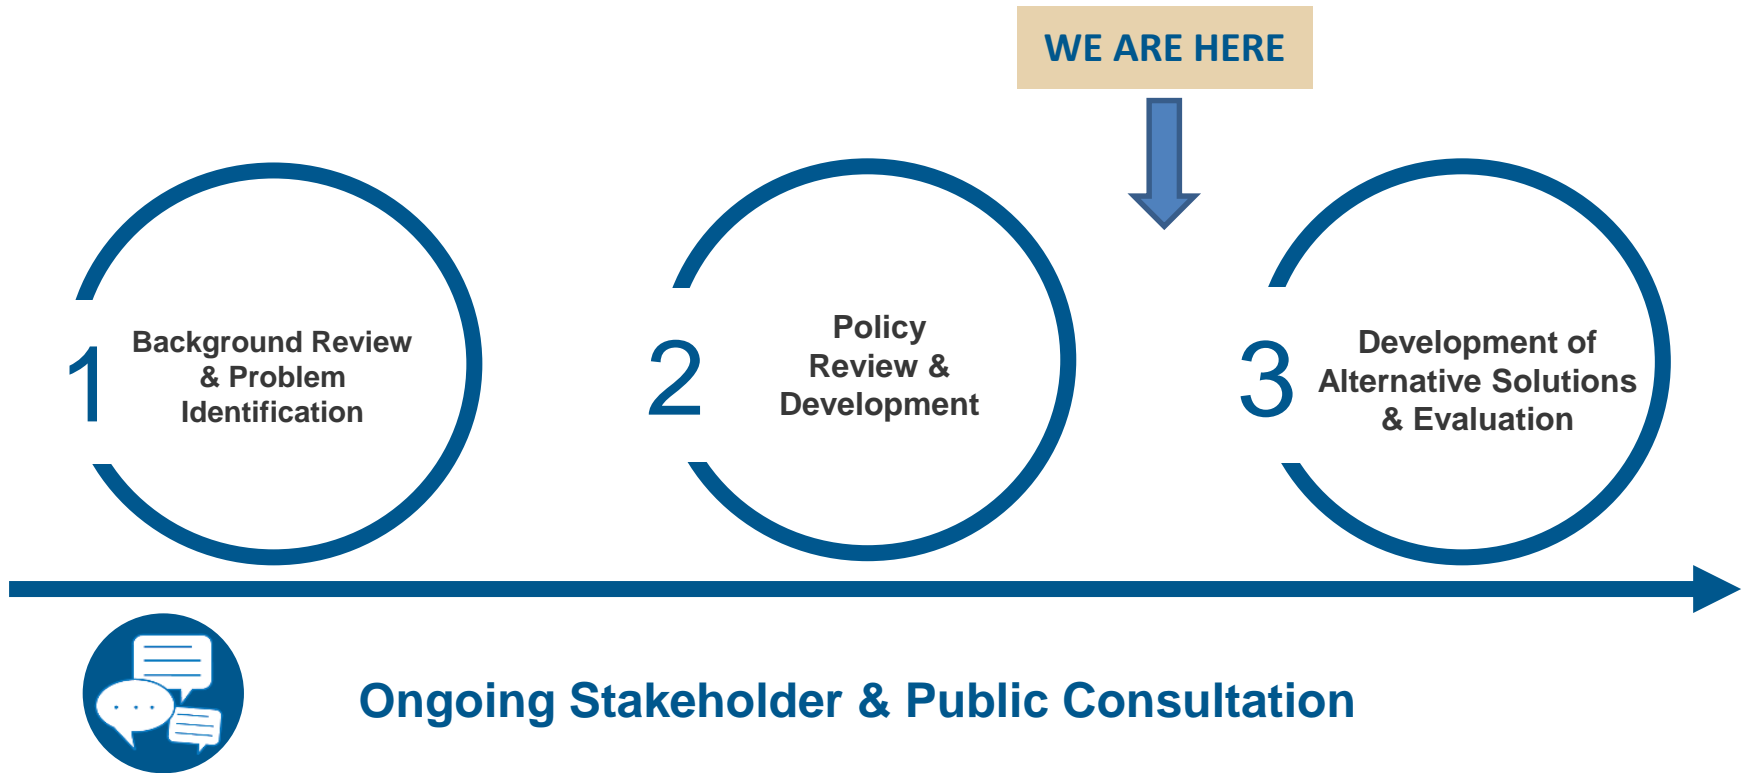 WE ARE HERE
1
Background Review
& Problem
Identification
2
Policy
Review &
Development
3
Development of
Alternative Solutions
& Evaluation
Ongoing Stakeholder & Public Consultation